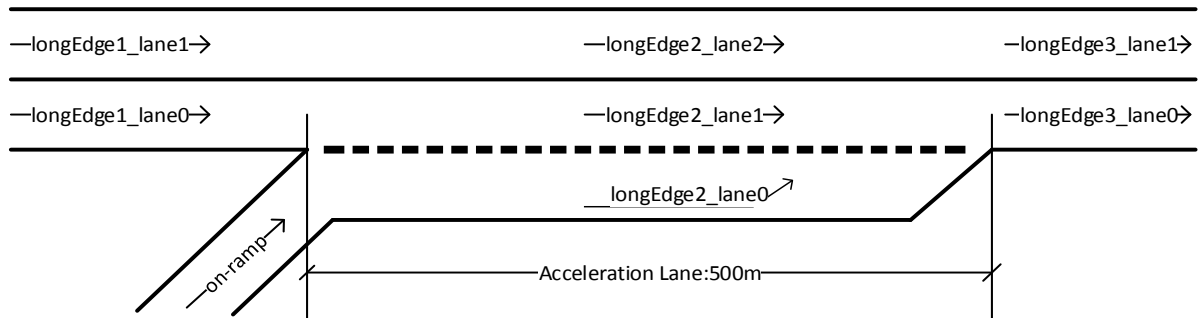 longEdge1_lane1
longEdge2_lane2
longEdge3_lane1
longEdge1_lane0
longEdge2_lane1
longEdge3_lane0
longEdge2_lane0
on-ramp
Acceleration Lane:500m